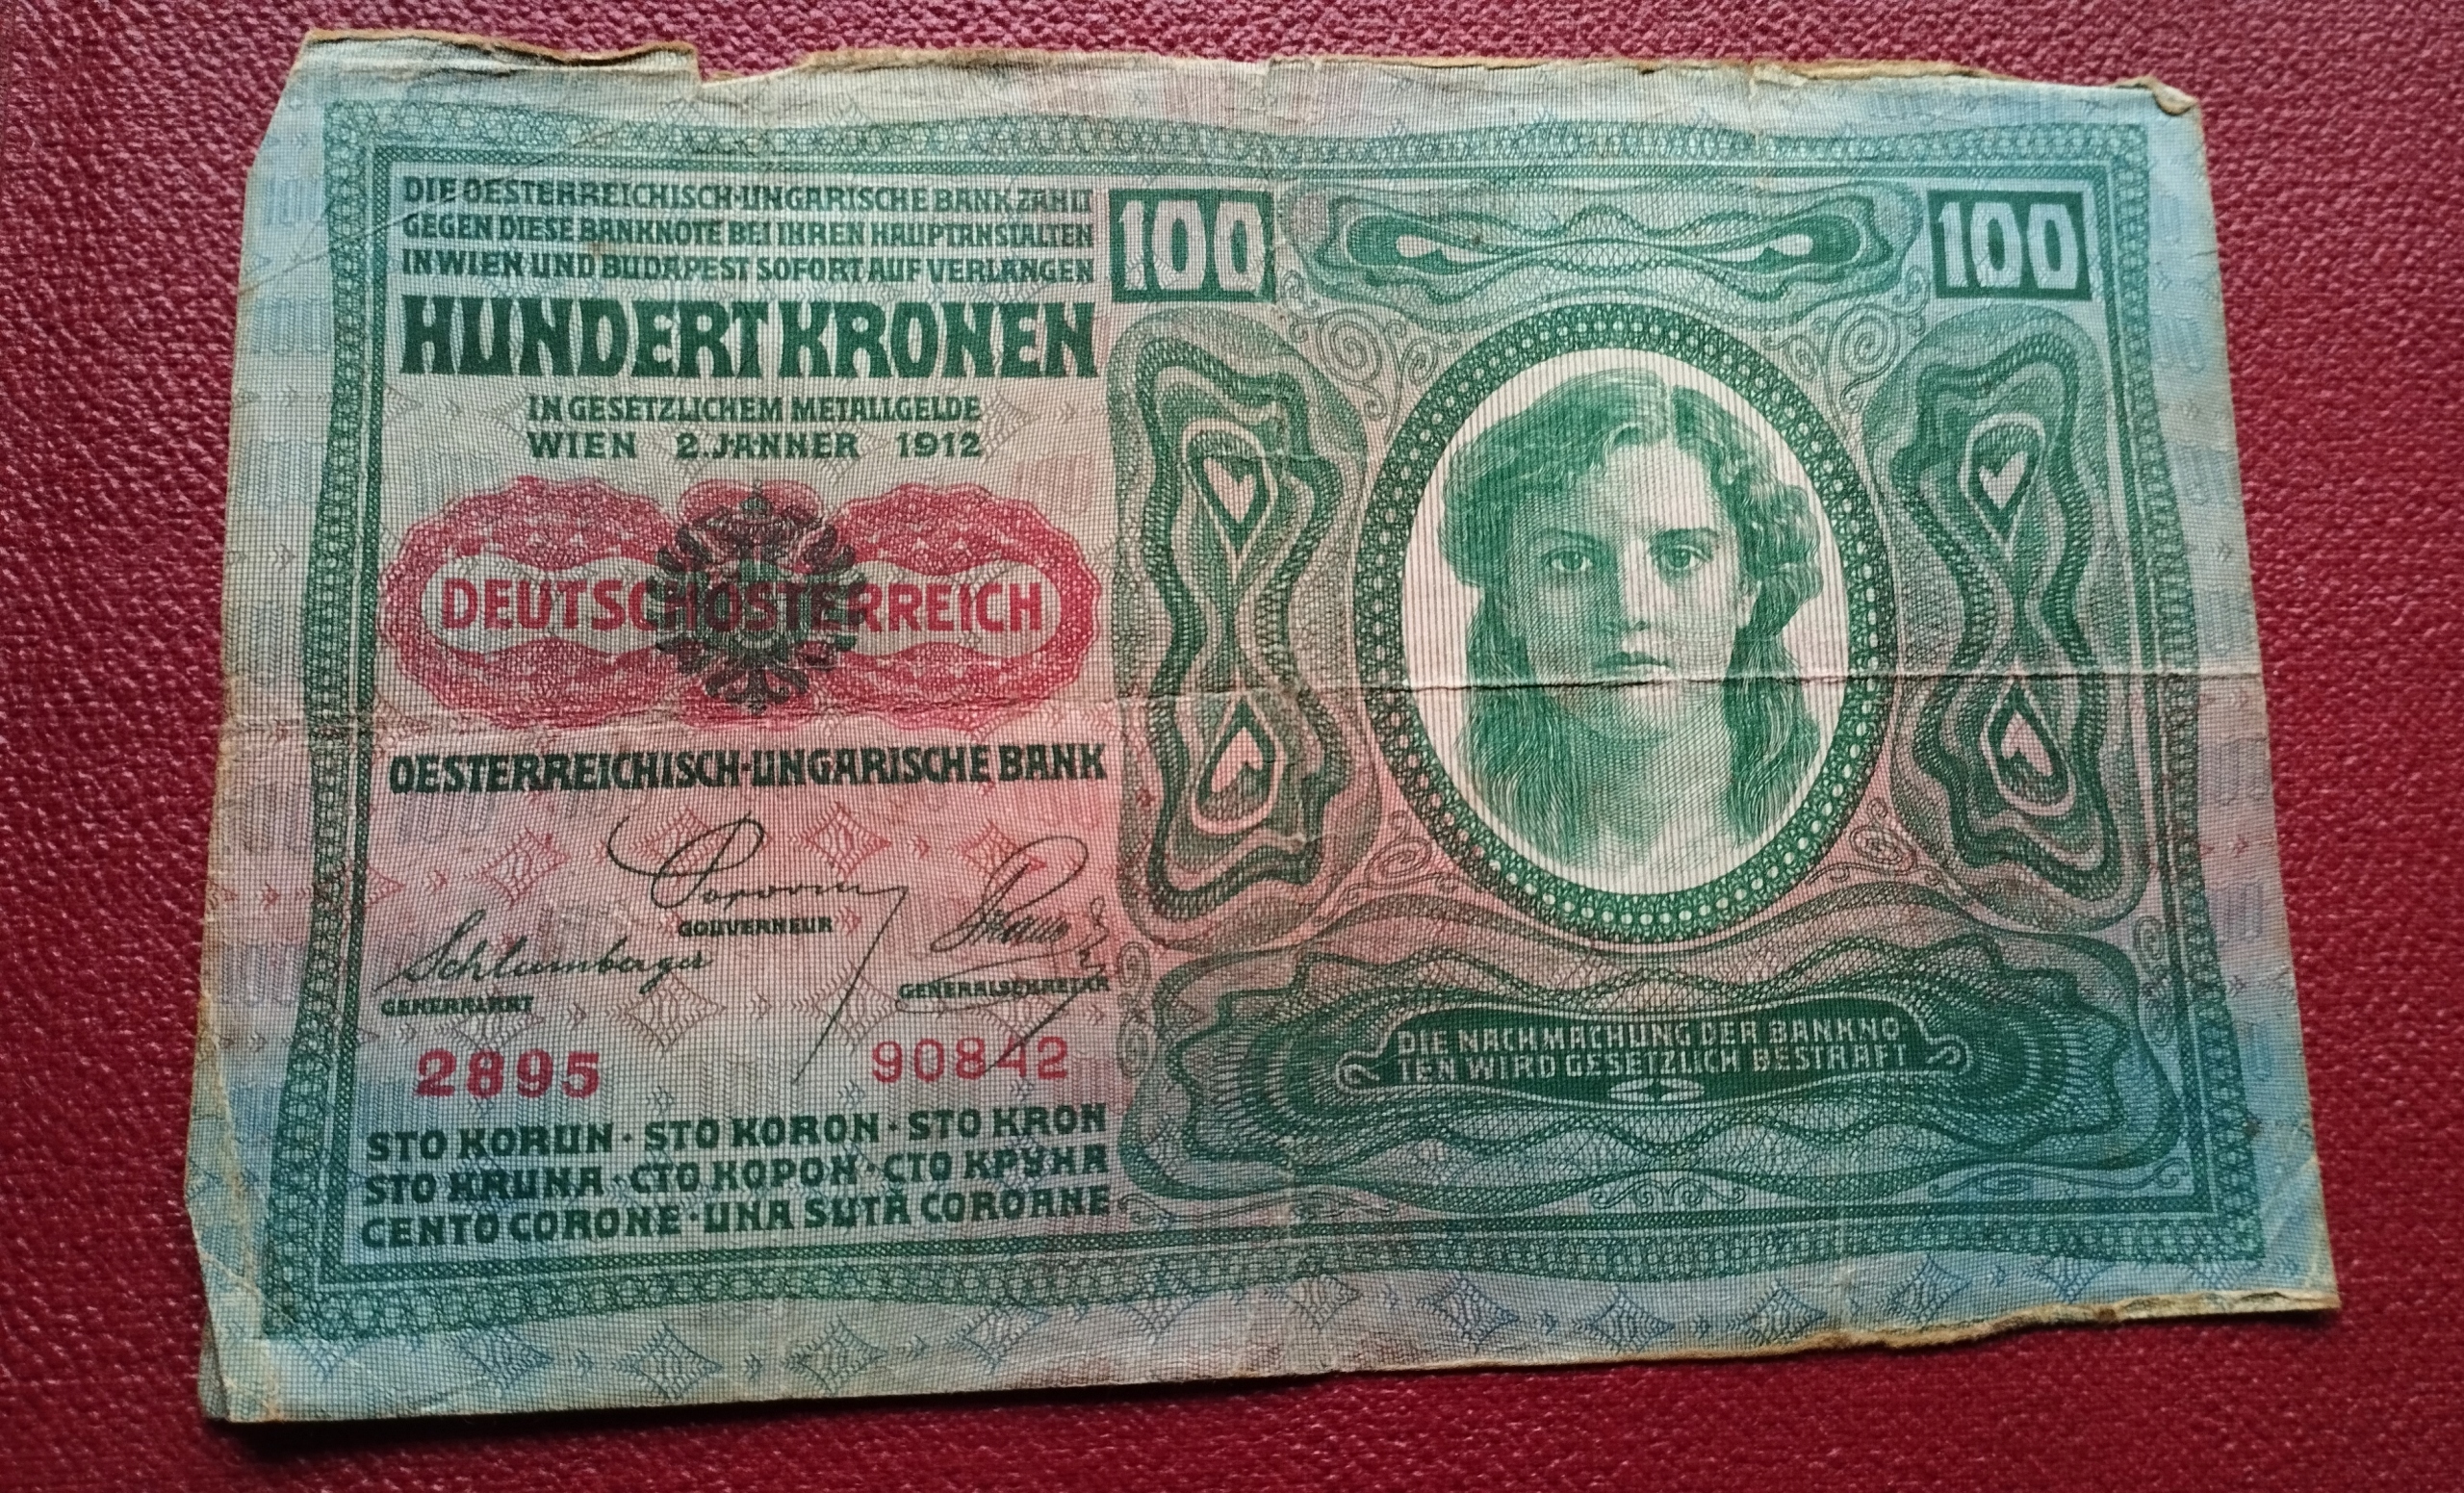 DIE OESTERREICHISCH-UNGARISCHE BANK ZAHLT
GEGEN DIESE BANKNOTE BEI IHREN HAUPTANSTALTEN
IN WIEN UND BUDAPEST SOFORT AUF VERLANGEN
HUNDERT KRONEN
IN GESETZLICHEM METALLGELDE
WIEN 2. JÄNNER 1912
DEUTSCHÖSTERREICH
OESTERREICHISCH-UNGARISCHE BANK
Popovics
GOUVERNEUR
Schlumberger
GENERALRAT
GENERALSEKRETÄR
2895 90842
STO KORUN · STO KORON · STO KRON
STO KRUNA · СТО КОРОН · СТО КРУНА
CENTO CORONE · UNA SUTĂ COROANE
100
100
DIE NACHMACHUNG DER BANKNO-
TEN WIRD GESETZLICH BESTRAFT